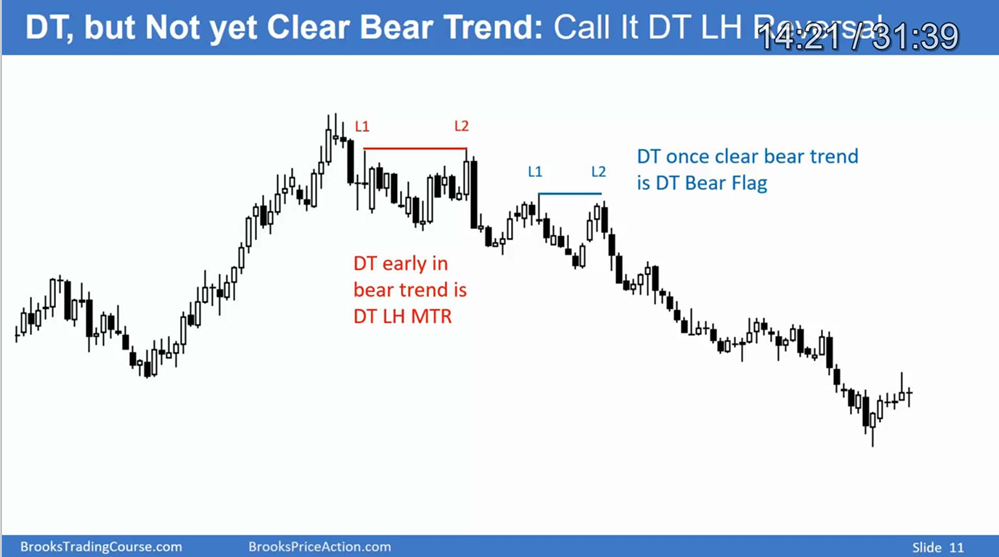 DT, but Not yet Clear Bear Trend: Call It DT LH Reversal
14:21 / 31:39
L1 L2
L1 L2
DT once clear bear trend
is DT Bear Flag
DT early in
bear trend is
DT LH MTR
BrooksTradingCourse.com BrooksPriceAction.com Slide 11